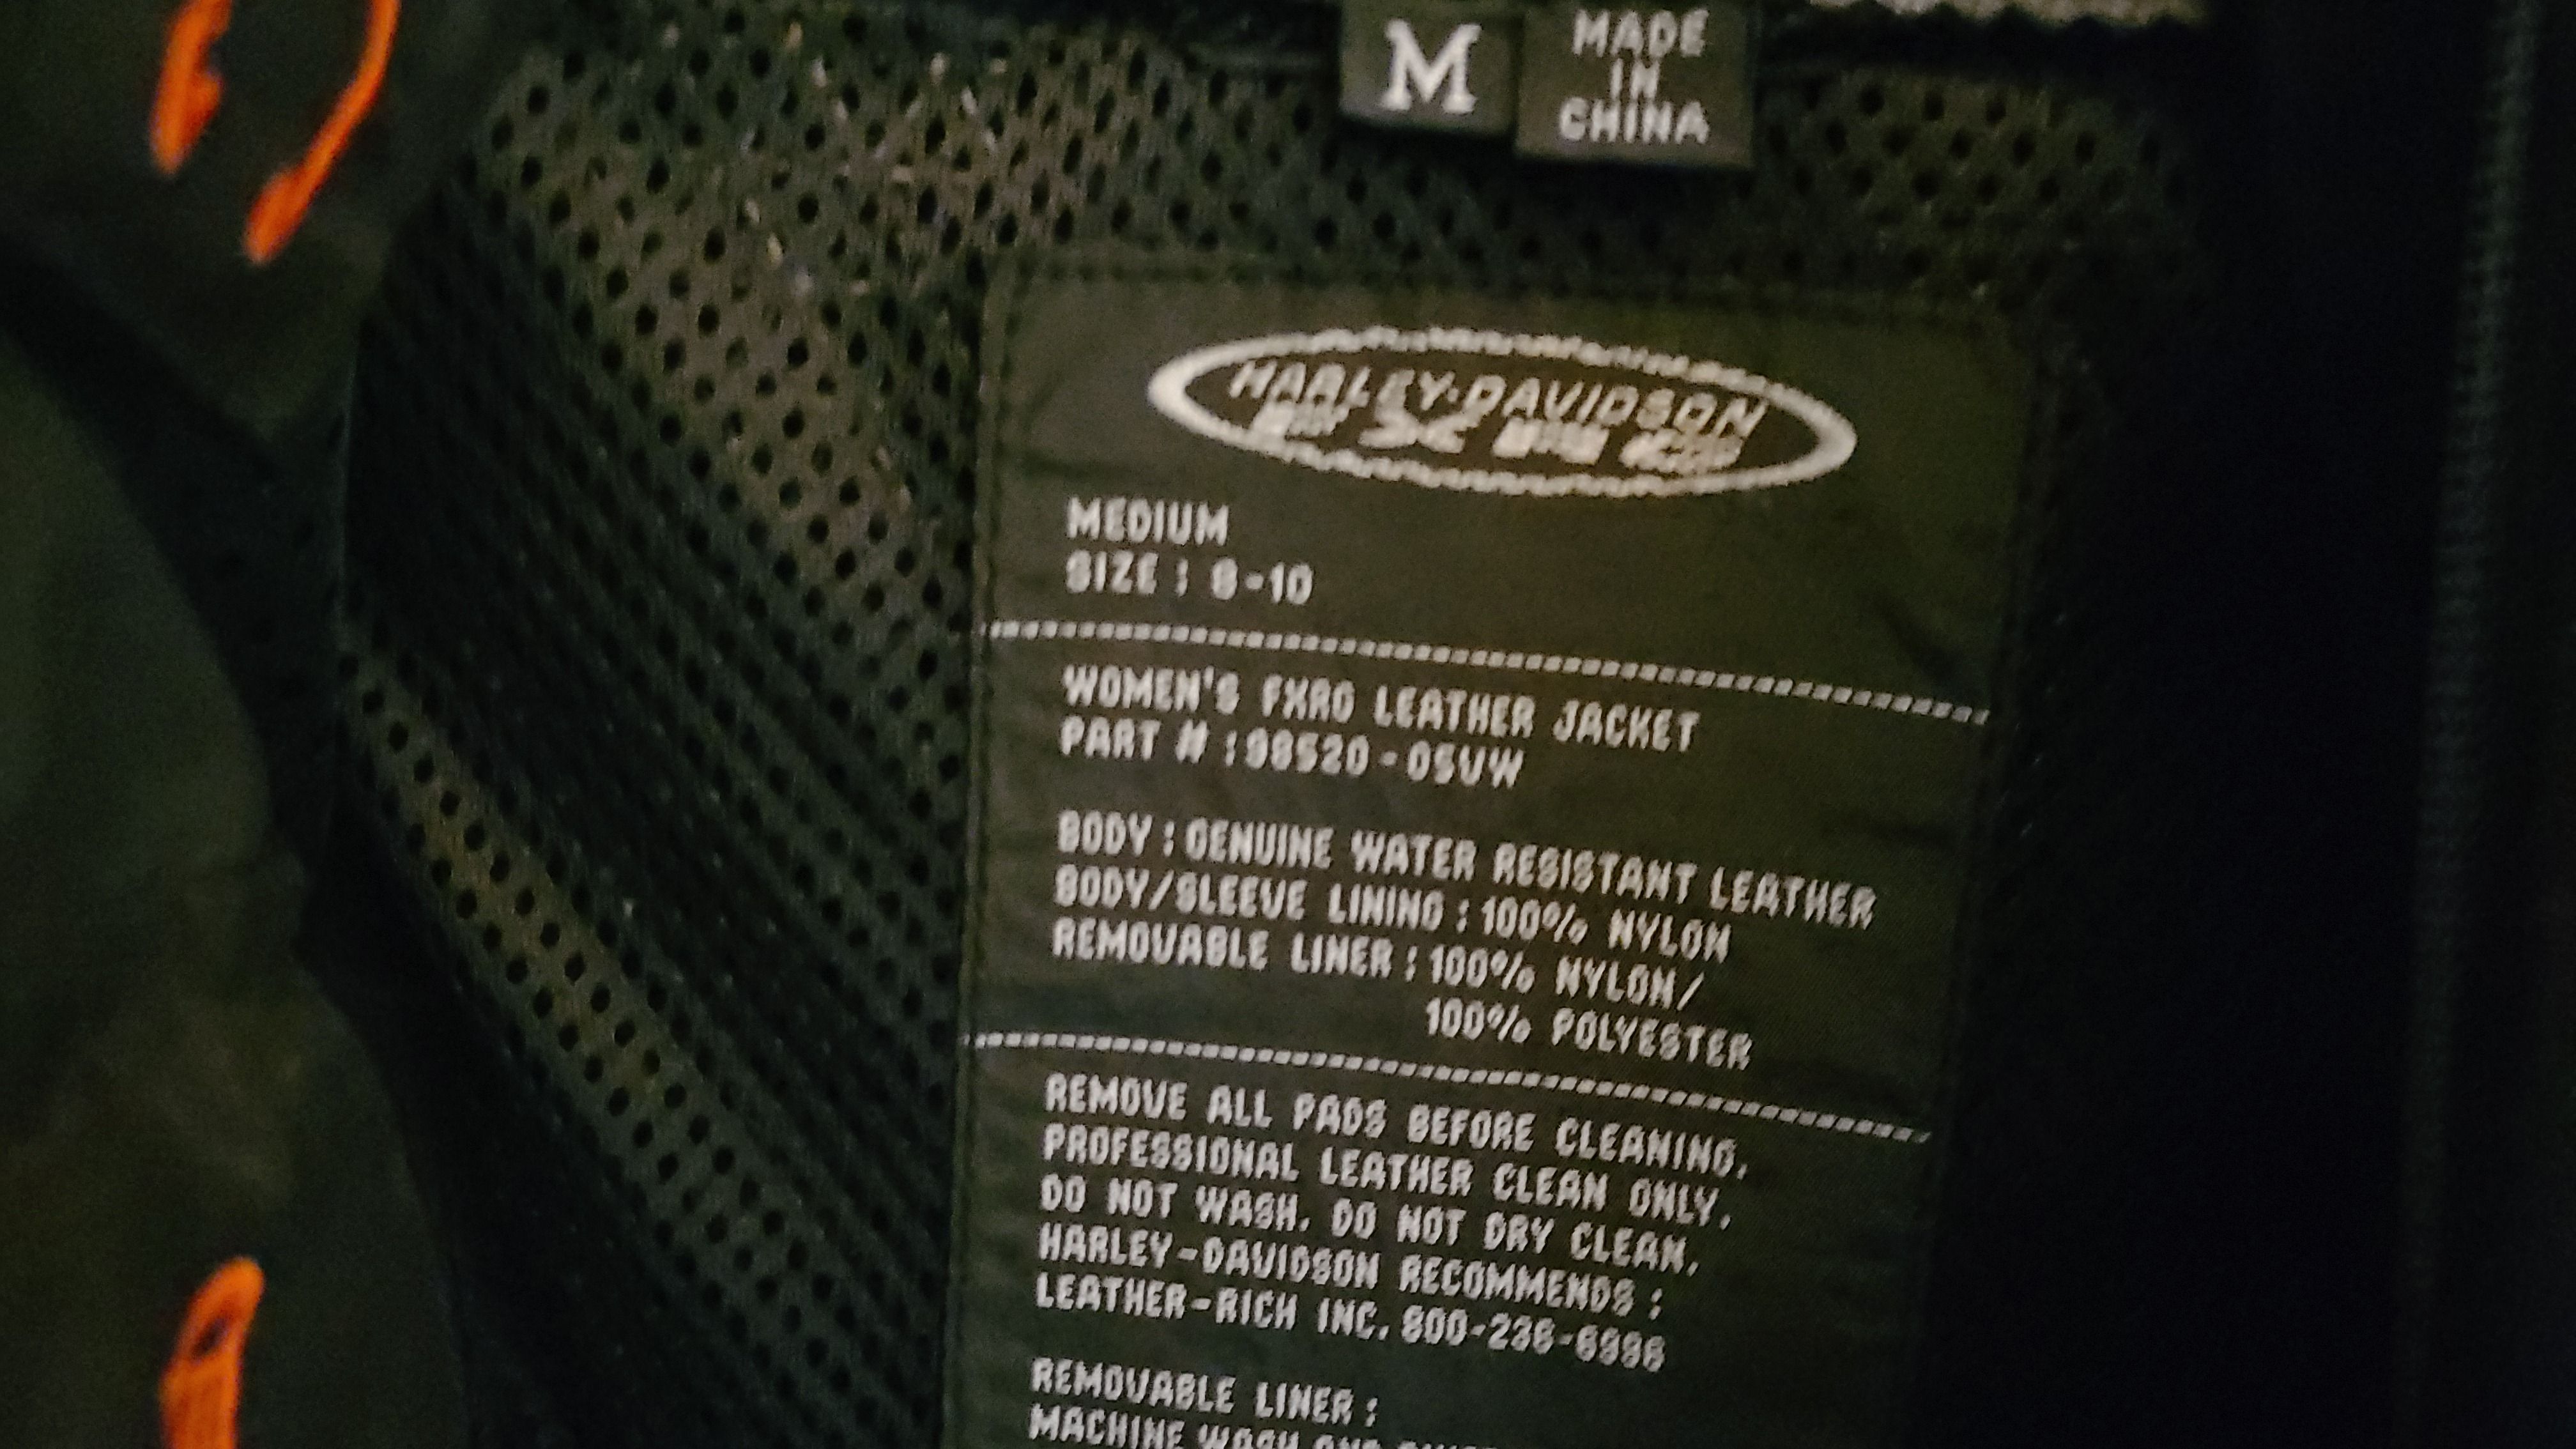 M
MADE
IN
CHINA
HARLEY-DAVIDSON
MEDIUM
SIZE : 8-10
WOMEN'S FXRG LEATHER JACKET
PART # : 98520-05VW
BODY : GENUINE WATER RESISTANT LEATHER
BODY/SLEEVE LINING : 100% NYLON
REMOVABLE LINER : 100% NYLON/
100% POLYESTER
REMOVE ALL PADS BEFORE CLEANING.
PROFESSIONAL LEATHER CLEAN ONLY.
DO NOT WASH. DO NOT DRY CLEAN.
HARLEY-DAVIDSON RECOMMENDS :
LEATHER-RICH INC. 800-236-6996
REMOVABLE LINER :
MACHINE WASH AND